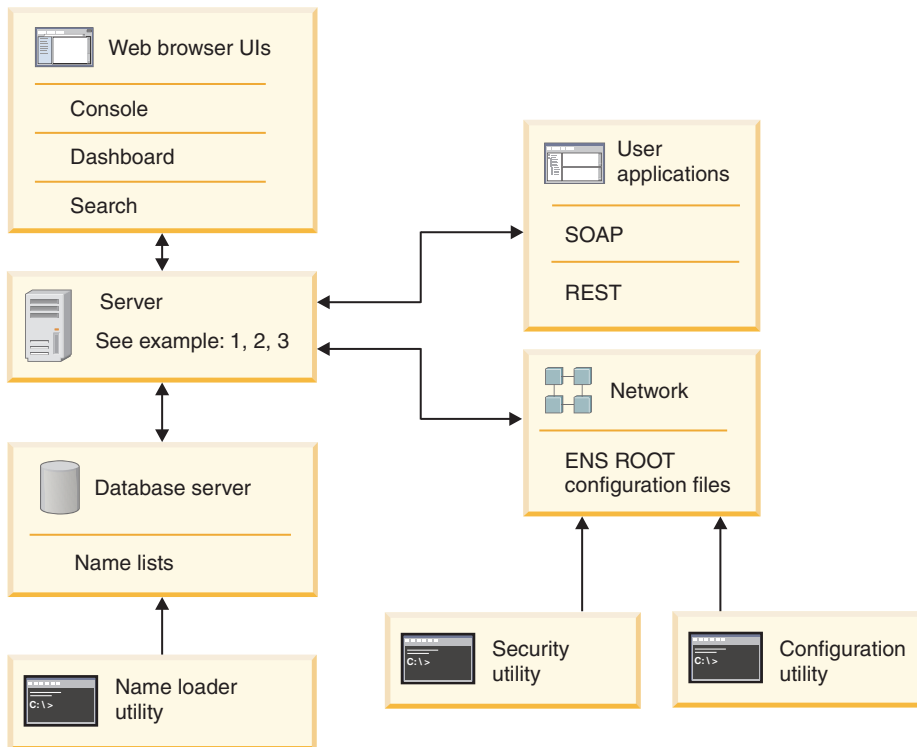 Web browser UIs
Console
Dashboard
Search
Server
See example: 1, 2, 3
Database server
Name lists
C:\>
Name loader
utility
User
applications
SOAP
REST
Network
ENS ROOT
configuration files
C:\>
Security
utility
C:\>
Configuration
utility